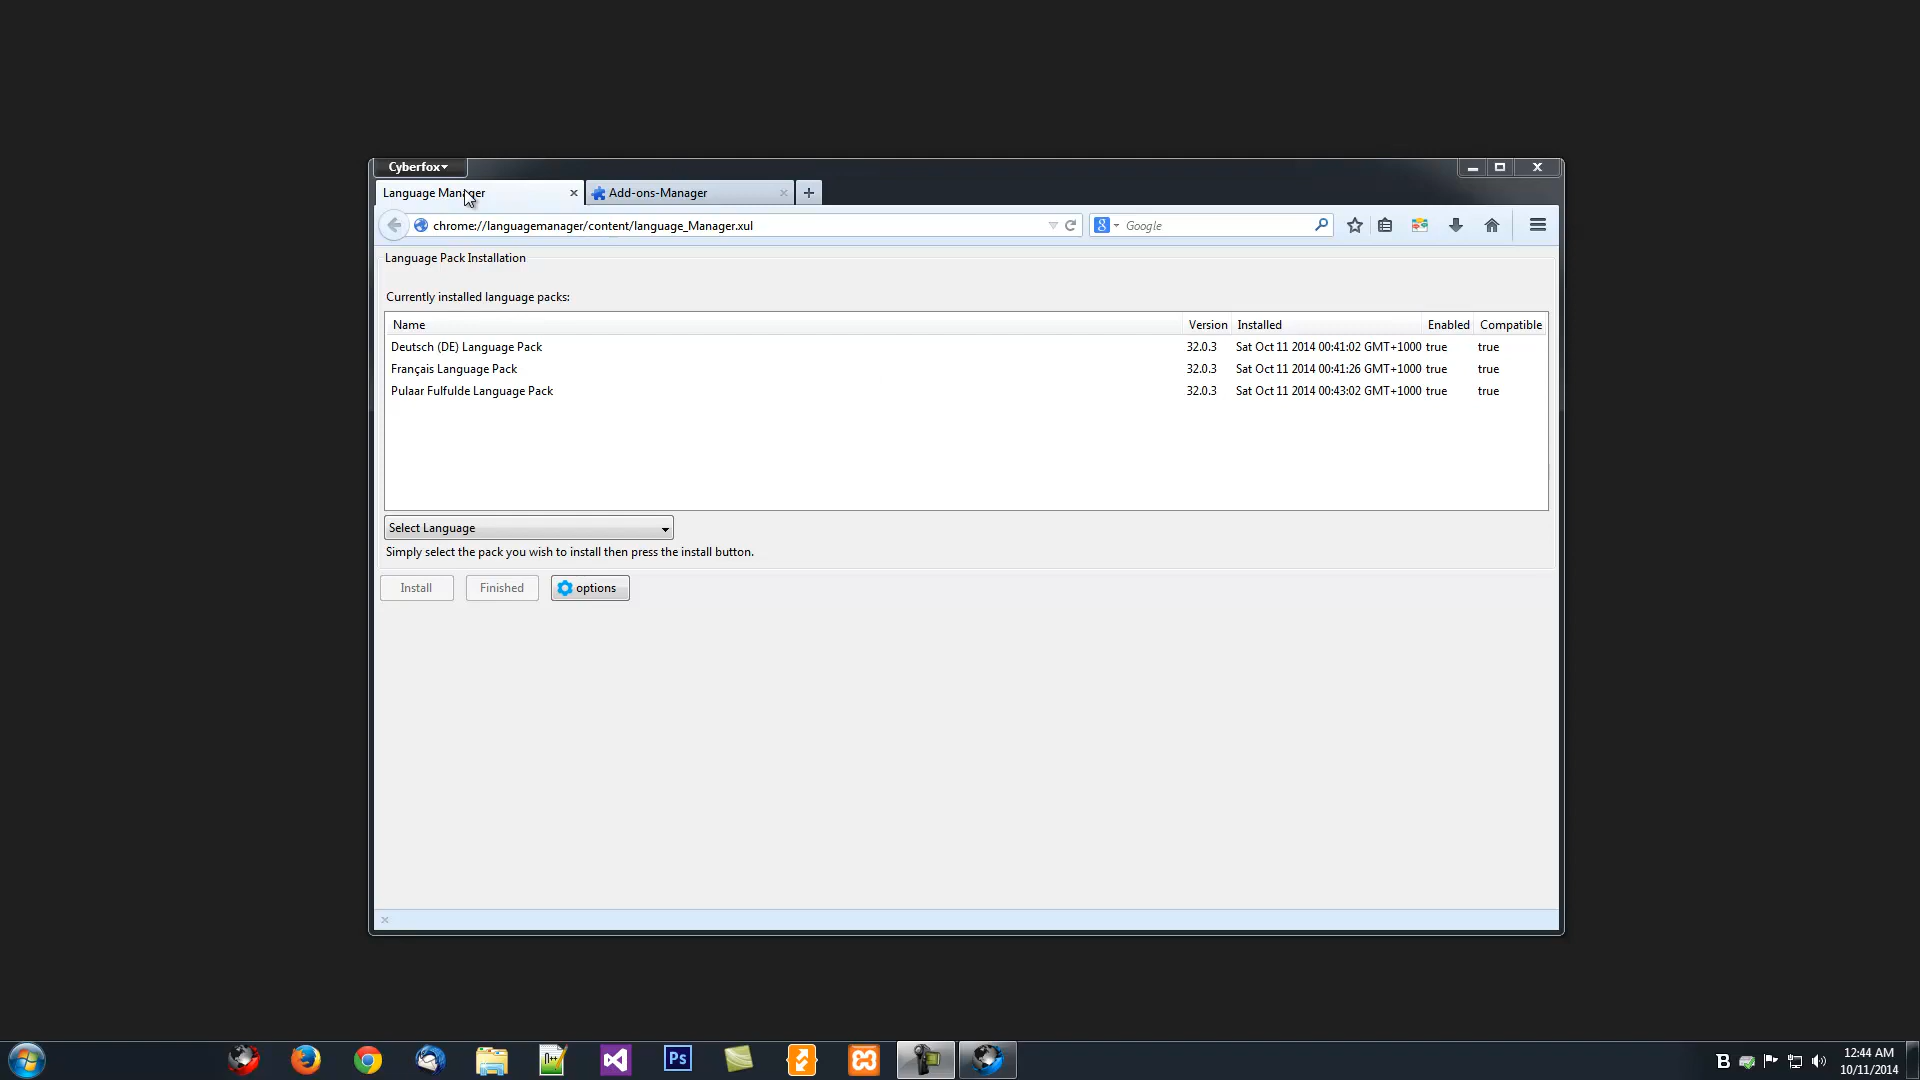 Cyberfox
Language Manager
Add-ons-Manager
chrome://languagemanager/content/language_Manager.xul
Google
Language Pack Installation
Currently installed language packs:
Name Version Installed Enabled Compatible
Deutsch (DE) Language Pack 32.0.3 Sat Oct 11 2014 00:41:02 GMT+1000 true true
Français Language Pack 32.0.3 Sat Oct 11 2014 00:41:26 GMT+1000 true true
Pulaar Fulfulde Language Pack 32.0.3 Sat Oct 11 2014 00:43:02 GMT+1000 true true
Select Language
Simply select the pack you wish to install then press the install button.
Install Finished options
Ps
B
12:44 AM
10/11/2014